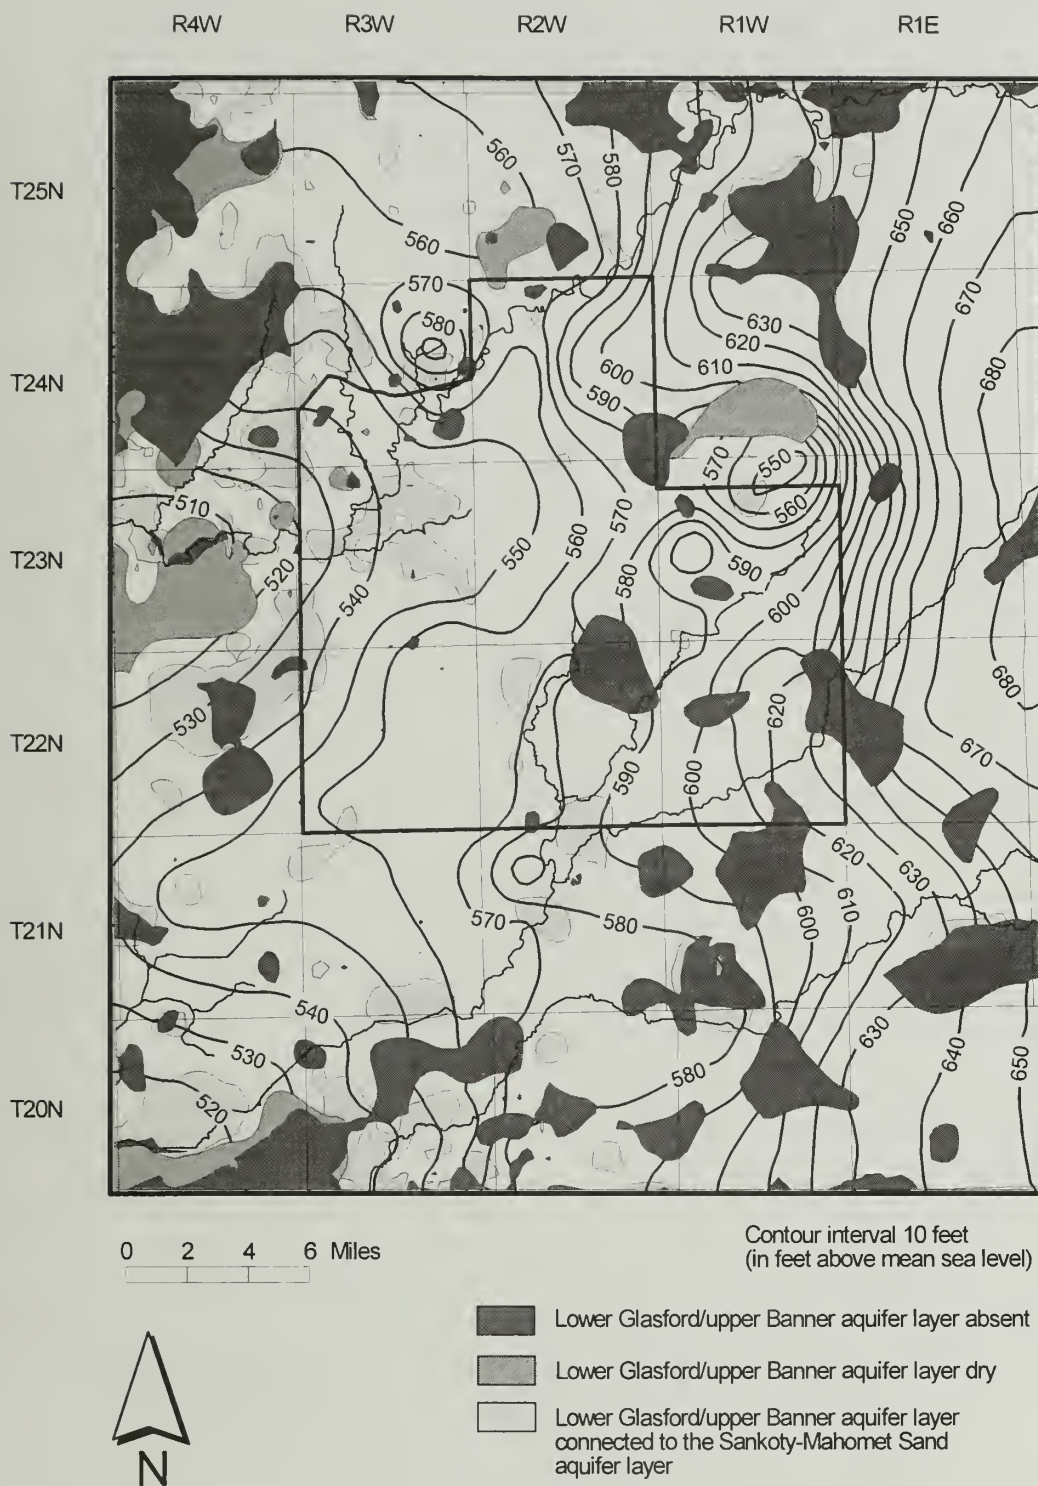 R4W R3W R2W R1W R1E
T25N
T24N
T23N
T22N
T21N
T20N
560
570
580
650
660
560
570
670
580
630
620
680
610
600
590
570
550
510
570
560
560
550
520
580
590
540
600
680
530
620
670
590
600
620
630
570
580
610
600
540
630
530
640
650
580
520
0 2 4 6 Miles
Contour interval 10 feet
(in feet above mean sea level)
Lower Glasford/upper Banner aquifer layer absent
Lower Glasford/upper Banner aquifer layer dry
Lower Glasford/upper Banner aquifer layer
connected to the Sankoty-Mahomet Sand
aquifer layer
N